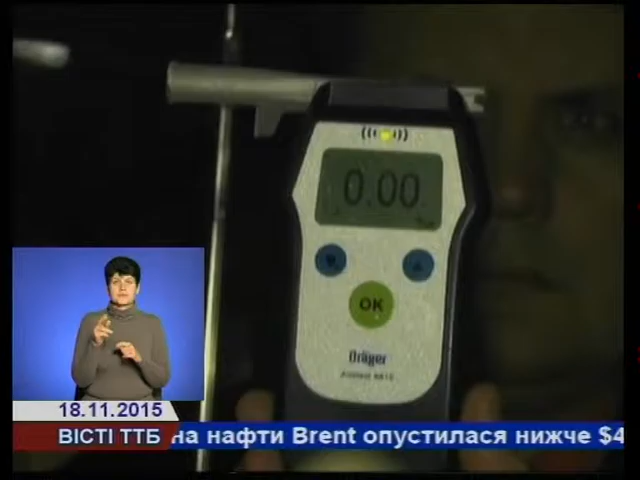 0.00
OK
Dräger
18.11.2015
ВІСТІ ТТБ
на нафти Brent опустилася нижче $4